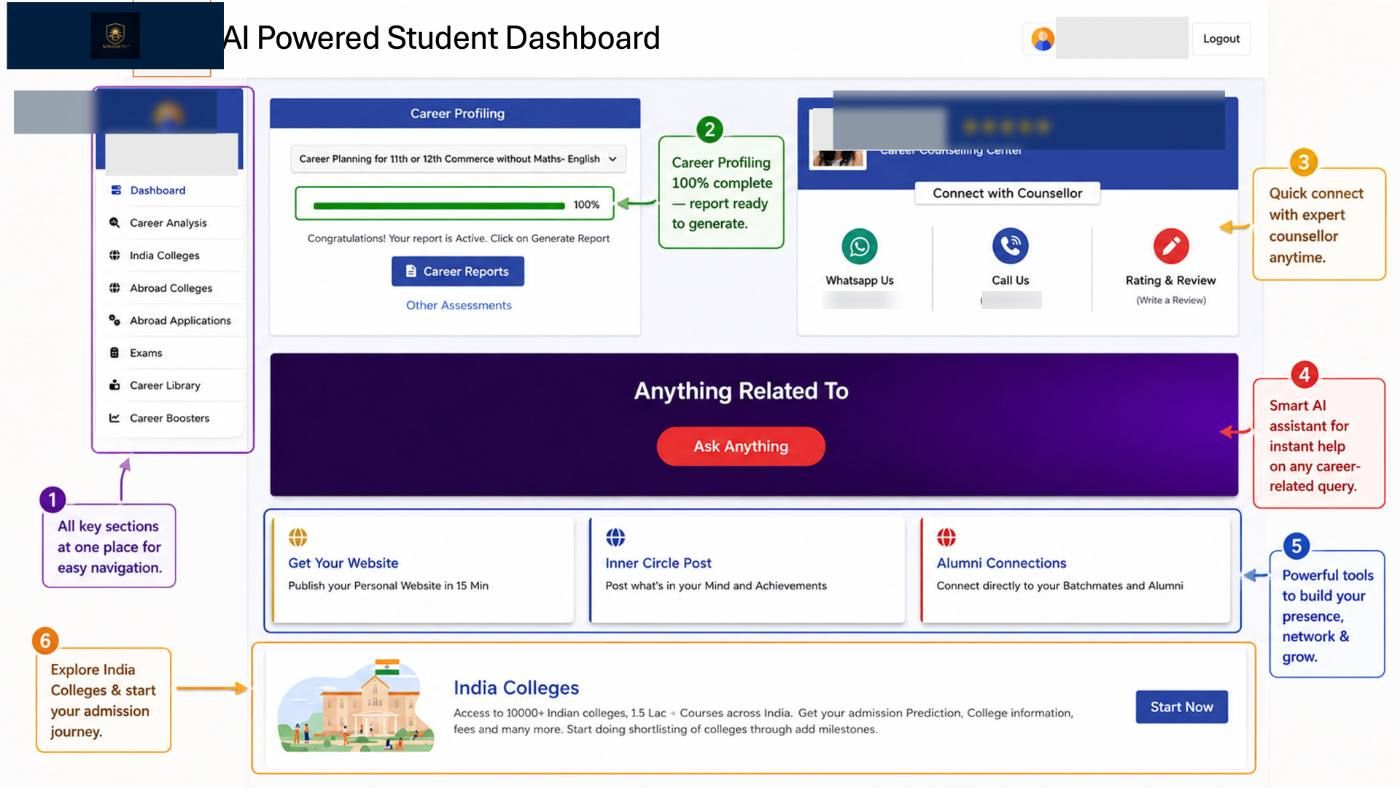 AI Powered Student Dashboard
Logout
Dashboard
Career Analysis
India Colleges
Abroad Colleges
Abroad Applications
Exams
Career Library
Career Boosters
1
All key sections
at one place for
easy navigation.
Career Profiling
Career Planning for 11th or 12th Commerce without Maths- English
100%
Congratulations! Your report is Active. Click on Generate Report
Career Reports
Other Assessments
2
Career Profiling
100% complete
— report ready
to generate.
Career Counselling Center
Connect with Counsellor
Whatsapp Us
Call Us
Rating & Review
(Write a Review)
3
Quick connect
with expert
counsellor
anytime.
Anything Related To
Ask Anything
4
Smart AI
assistant for
instant help
on any career-
related query.
Get Your Website
Publish your Personal Website in 15 Min
Inner Circle Post
Post what's in your Mind and Achievements
Alumni Connections
Connect directly to your Batchmates and Alumni
5
Powerful tools
to build your
presence,
network &
grow.
6
Explore India
Colleges & start
your admission
journey.
India Colleges
Access to 10000+ Indian colleges, 1.5 Lac + Courses across India. Get your admission Prediction, College information,
fees and many more. Start doing shortlisting of colleges through add milestones.
Start Now